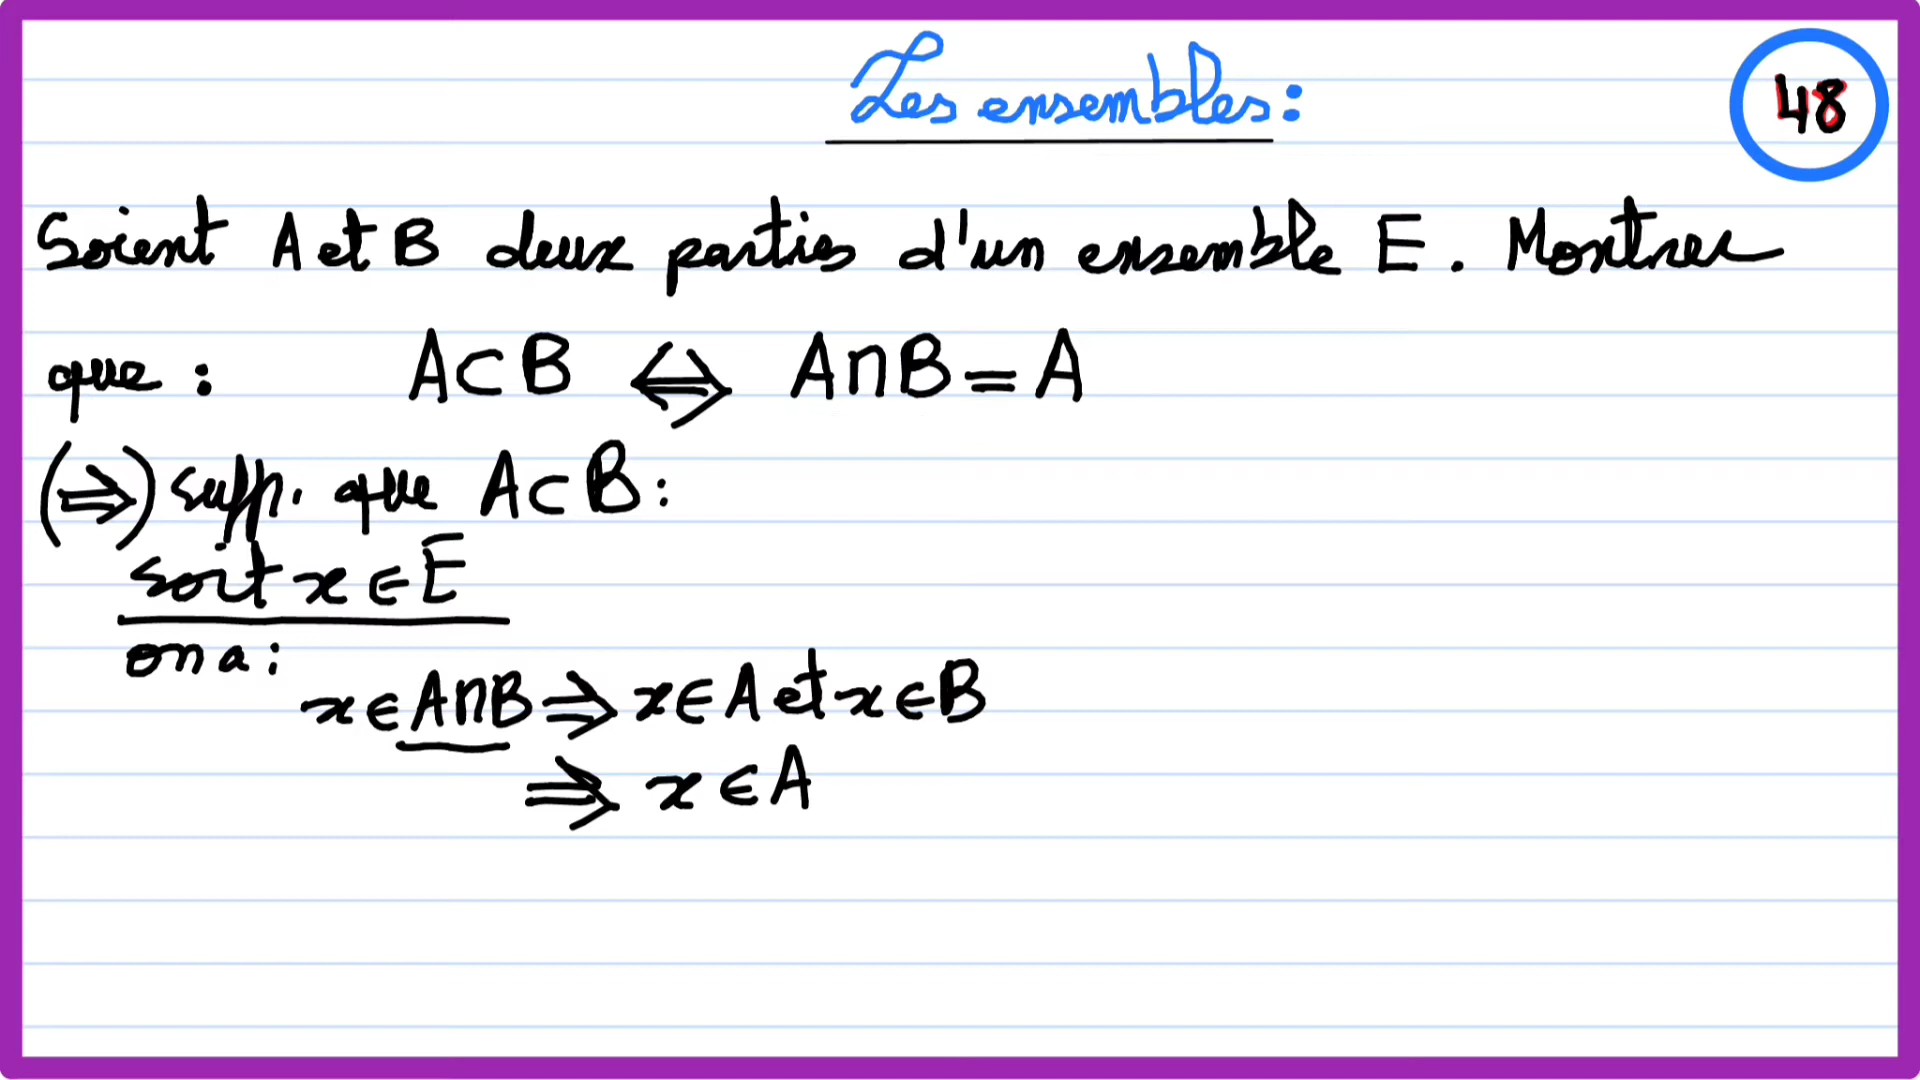 Les ensembles :
48
Soient A et B deux parties d'un ensemble E. Montrer
que : A⊂B ⇔ A∩B = A
(⇒) supp. que A⊂B :
soit x ∈ E
on a :
x ∈ A∩B ⇒ x ∈ A et x ∈ B
⇒ x ∈ A